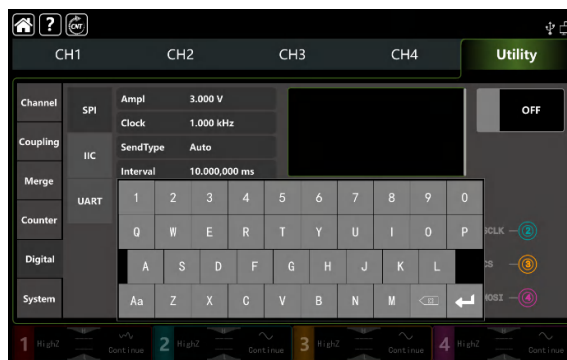 ? CNT
CH1 CH2 CH3 CH4 Utility
Channel SPI Ampl 3.000 V OFF
Clock 1.000 kHz
Coupling IIC SendType Auto
Interval 10.000,000 ms
Merge
UART 1 2 3 4 5 6 7 8 9 0
Counter Q W E R T Y U I O P SCLK 2
Digital A S D F G H J K L CS 3
System Aa Z X C V B N M MOSI 4
1 HighZ Continue 2 HighZ Continue 3 HighZ Continue 4 HighZ Continue